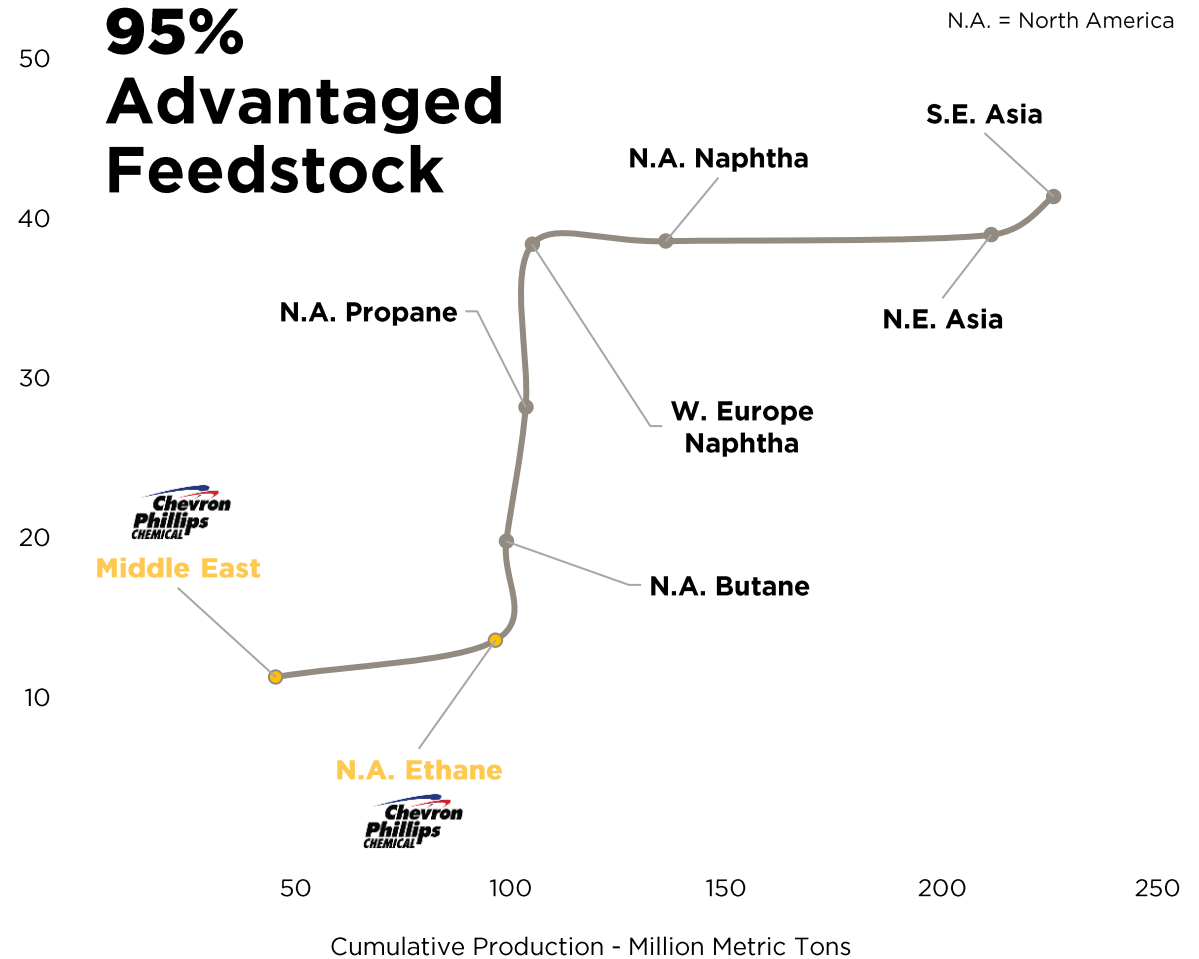 95%
Advantaged
Feedstock
N.A. = North America
50
40
30
20
10
S.E. Asia
N.A. Naphtha
N.A. Propane
N.E. Asia
W. Europe
Naphtha
Chevron
Phillips
CHEMICAL
Middle East
N.A. Butane
N.A. Ethane
Chevron
Phillips
CHEMICAL
50
100
150
200
250
Cumulative Production - Million Metric Tons